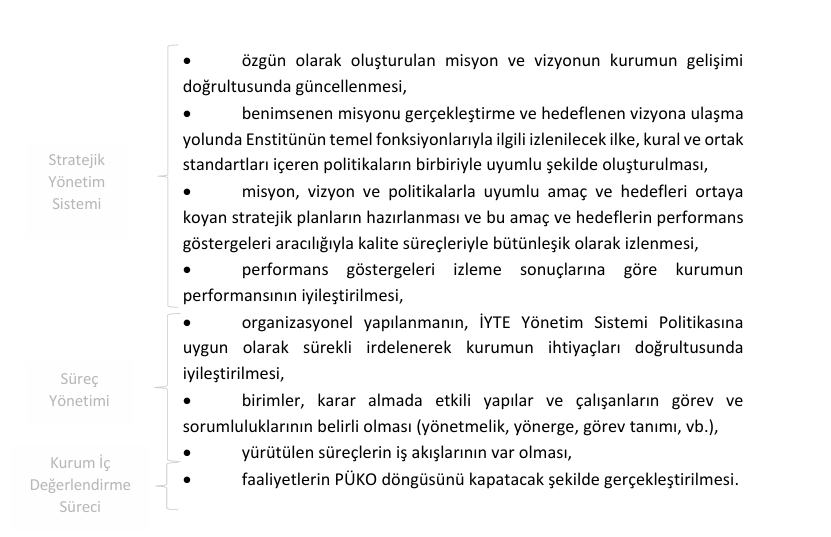 Stratejik
Yönetim
Sistemi
• özgün olarak oluşturulan misyon ve vizyonun kurumun gelişimi
doğrultusunda güncellenmesi,
• benimsenen misyonu gerçekleştirme ve hedeflenen vizyona ulaşma
yolunda Enstitünün temel fonksiyonlarıyla ilgili izlenilecek ilke, kural ve ortak
standartları içeren politikaların birbiriyle uyumlu şekilde oluşturulması,
• misyon, vizyon ve politikalarla uyumlu amaç ve hedefleri ortaya
koyan stratejik planların hazırlanması ve bu amaç ve hedeflerin performans
göstergeleri aracılığıyla kalite süreçleriyle bütünleşik olarak izlenmesi,
• performans göstergeleri izleme sonuçlarına göre kurumun
performansının iyileştirilmesi,
Süreç
Yönetimi
• organizasyonel yapılanmanın, İYTE Yönetim Sistemi Politikasına
uygun olarak sürekli irdelenerek kurumun ihtiyaçları doğrultusunda
iyileştirilmesi,
• birimler, karar almada etkili yapılar ve çalışanların görev ve
sorumluluklarının belirli olması (yönetmelik, yönerge, görev tanımı, vb.),
• yürütülen süreçlerin iş akışlarının var olması,
Kurum İç
Değerlendirme
Süreci
• faaliyetlerin PÜKO döngüsünü kapatacak şekilde gerçekleştirilmesi.